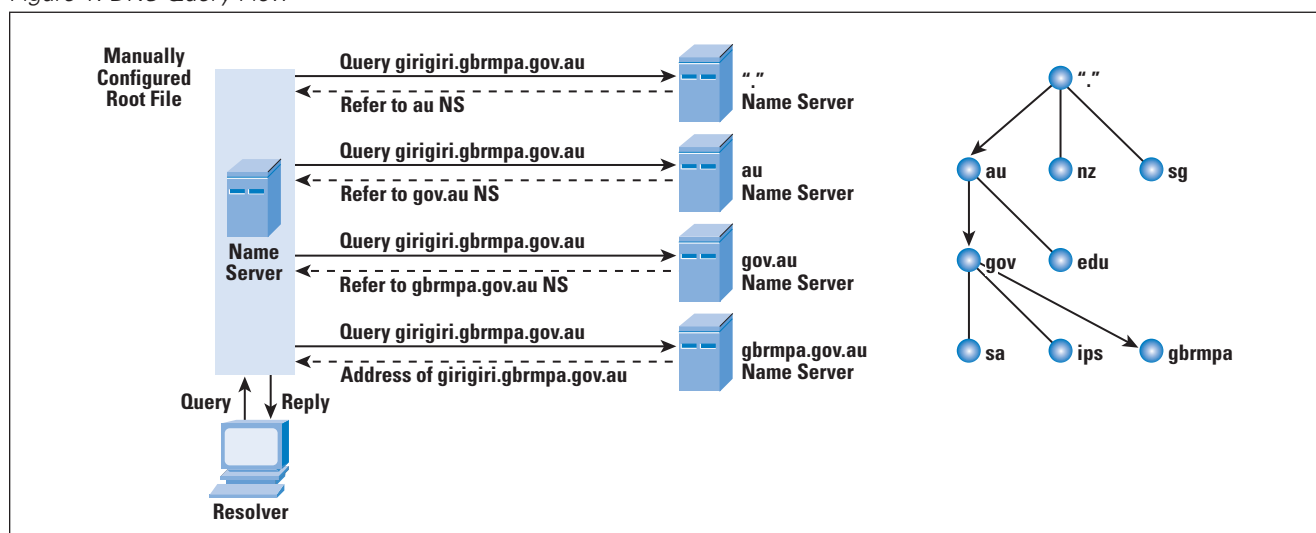 Manually
Configured
Root File
Query girigiri.gbrmpa.gov.au
Refer to au NS
"."
Name Server
Query girigiri.gbrmpa.gov.au
Refer to gov.au NS
au
Name Server
Name
Server
Query girigiri.gbrmpa.gov.au
Refer to gbrmpa.gov.au NS
gov.au
Name Server
Query girigiri.gbrmpa.gov.au
Address of girigiri.gbrmpa.gov.au
gbrmpa.gov.au
Name Server
Query
Reply
Resolver
"."
au
nz
sg
gov
edu
sa
ips
gbrmpa